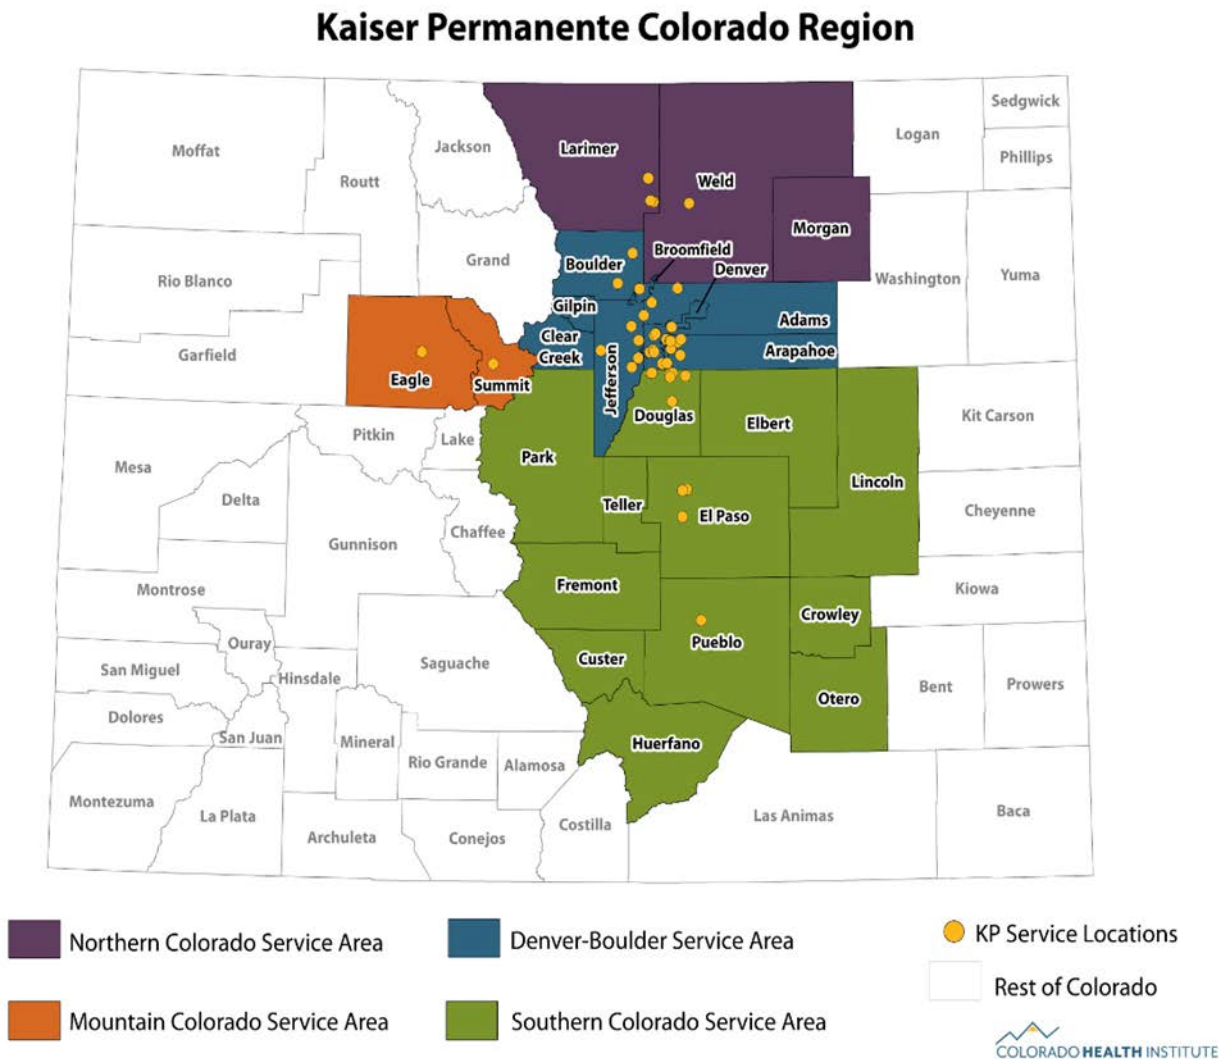 Kaiser Permanente Colorado Region
Sedgwick
Logan
Moffat
Jackson
Larimer
Phillips
Routt
Weld
Morgan
Broomfield
Grand
Boulder
Denver
Rio Blanco
Washington
Yuma
Gilpin
Adams
Clear
Creek
Garfield
Arapahoe
Eagle
Summit
Jefferson
Douglas
Elbert
Kit Carson
Pitkin
Lake
Park
Mesa
Lincoln
Delta
Teller
El Paso
Cheyenne
Chaffee
Gunnison
Fremont
Montrose
Kiowa
Crowley
Ouray
Pueblo
Custer
Saguache
San Miguel
Hinsdale
Bent
Prowers
Otero
Dolores
San Juan
Mineral
Huerfano
Rio Grande
Alamosa
Montezuma
La Plata
Las Animas
Baca
Costilla
Archuleta
Conejos
Northern Colorado Service Area
Denver-Boulder Service Area
KP Service Locations
Rest of Colorado
Mountain Colorado Service Area
Southern Colorado Service Area
COLORADO HEALTH INSTITUTE